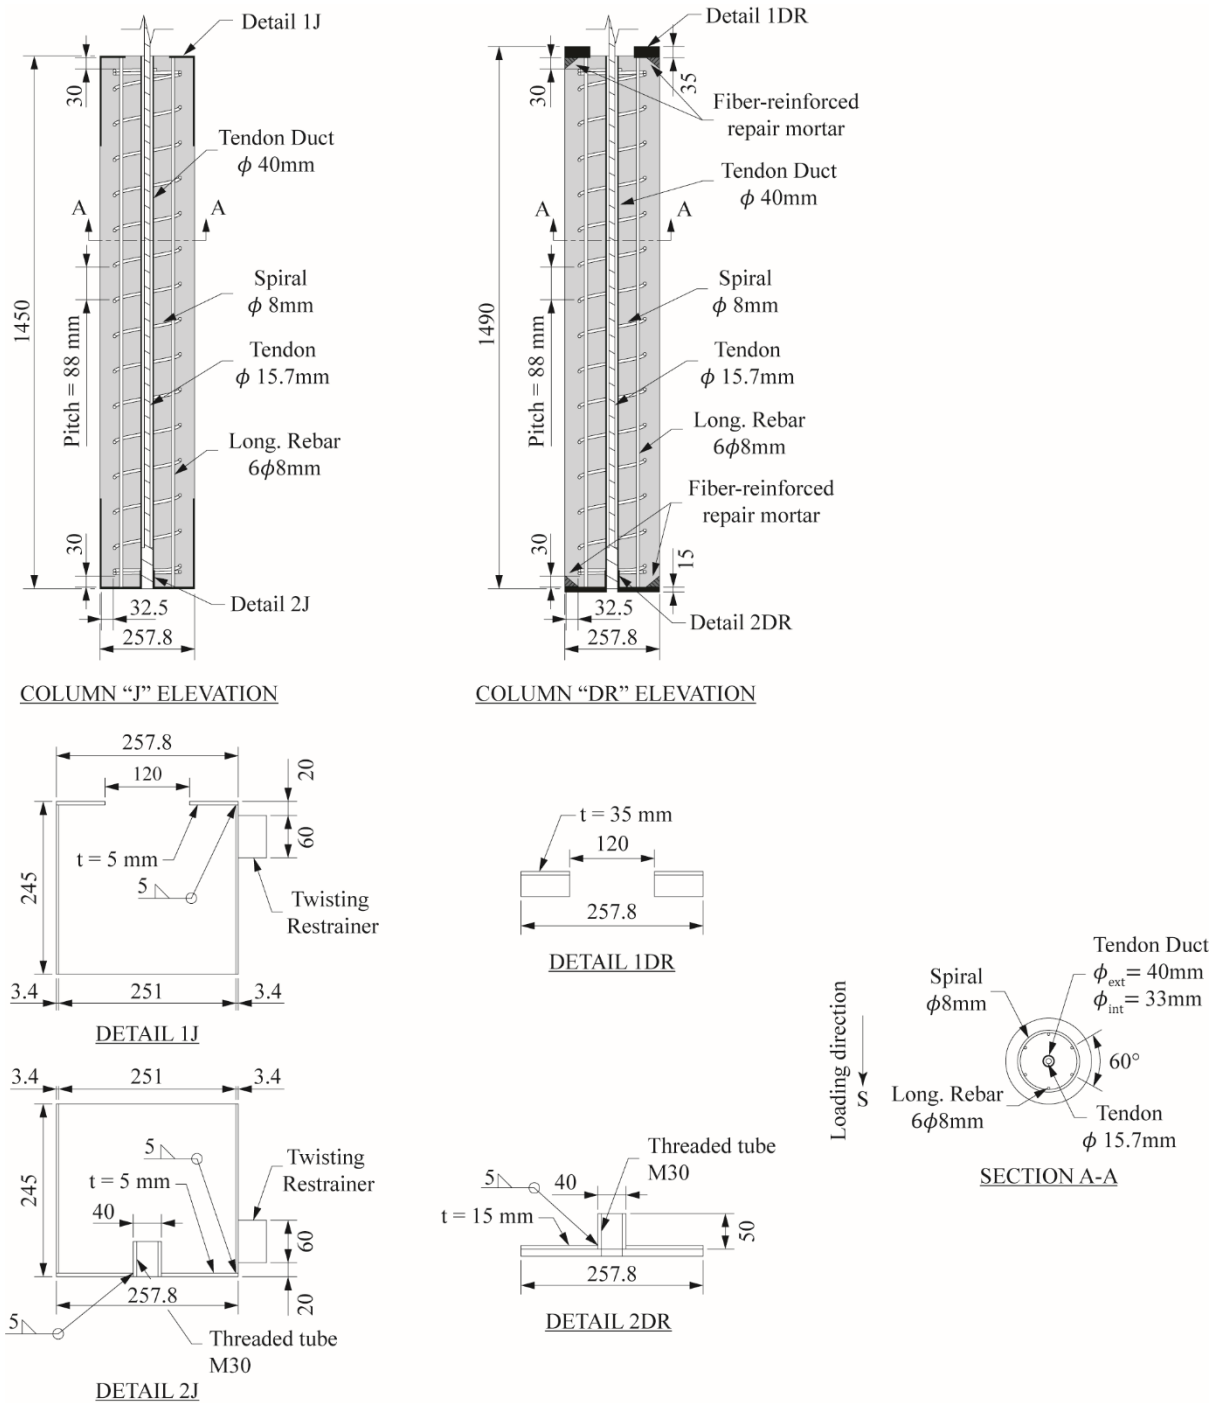 Detail 1J
30
Tendon Duct
ϕ 40mm
A
A
1450
Spiral
ϕ 8mm
Pitch = 88 mm
Tendon
ϕ 15.7mm
Long. Rebar
6ϕ8mm
30
32.5
Detail 2J
257.8
COLUMN “J” ELEVATION
Detail 1DR
30
35
Fiber-reinforced
repair mortar
Tendon Duct
ϕ 40mm
A
A
1490
Spiral
ϕ 8mm
Pitch = 88 mm
Tendon
ϕ 15.7mm
Long. Rebar
6ϕ8mm
Fiber-reinforced
repair mortar
30
15
32.5
Detail 2DR
257.8
COLUMN “DR” ELEVATION
257.8
120
20
t = 5 mm
60
5
245
Twisting
Restrainer
3.4
251
3.4
DETAIL 1J
t = 35 mm
120
257.8
DETAIL 1DR
3.4
251
3.4
5
Twisting
Restrainer
245
t = 5 mm
40
60
257.8
20
5
Threaded tube
M30
DETAIL 2J
Threaded tube
M30
5
40
t = 15 mm
50
257.8
DETAIL 2DR
Loading direction
S
Spiral
ϕ8mm
Tendon Duct
ϕext= 40mm
ϕint= 33mm
60°
Long. Rebar
6ϕ8mm
Tendon
ϕ 15.7mm
SECTION A-A